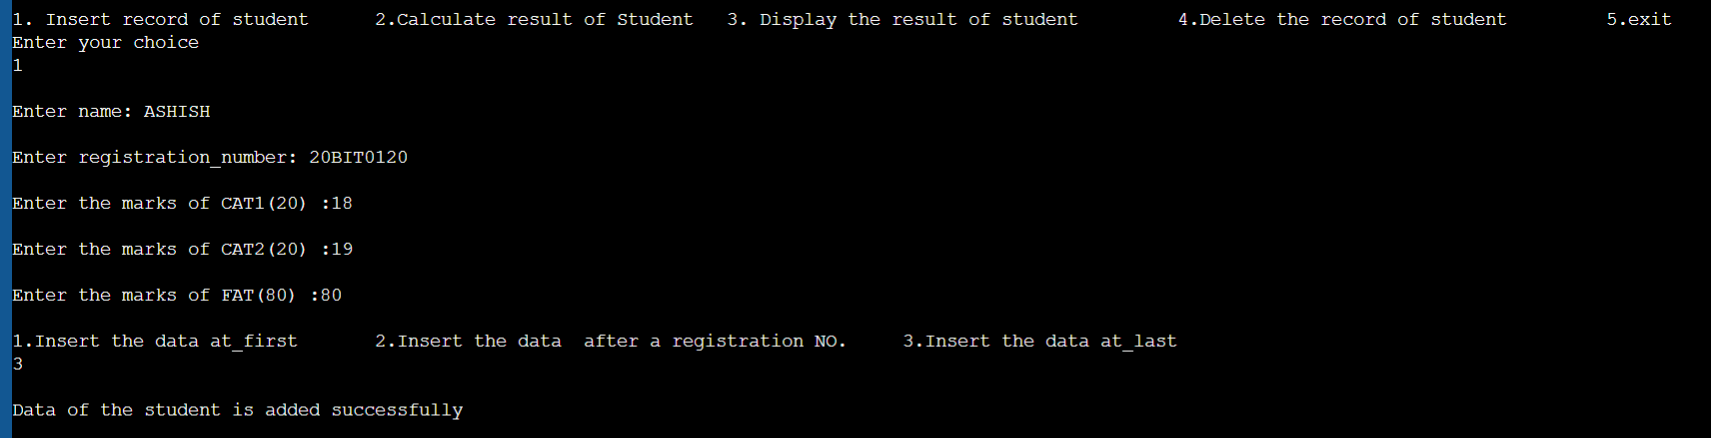 1. Insert record of student 2.Calculate result of Student 3. Display the result of student 4.Delete the record of student 5.exit
Enter your choice
1
Enter name: ASHISH
Enter registration_number: 20BIT0120
Enter the marks of CAT1(20) :18
Enter the marks of CAT2(20) :19
Enter the marks of FAT(80) :80
1.Insert the data at_first 2.Insert the data after a registration NO. 3.Insert the data at_last
3
Data of the student is added successfully